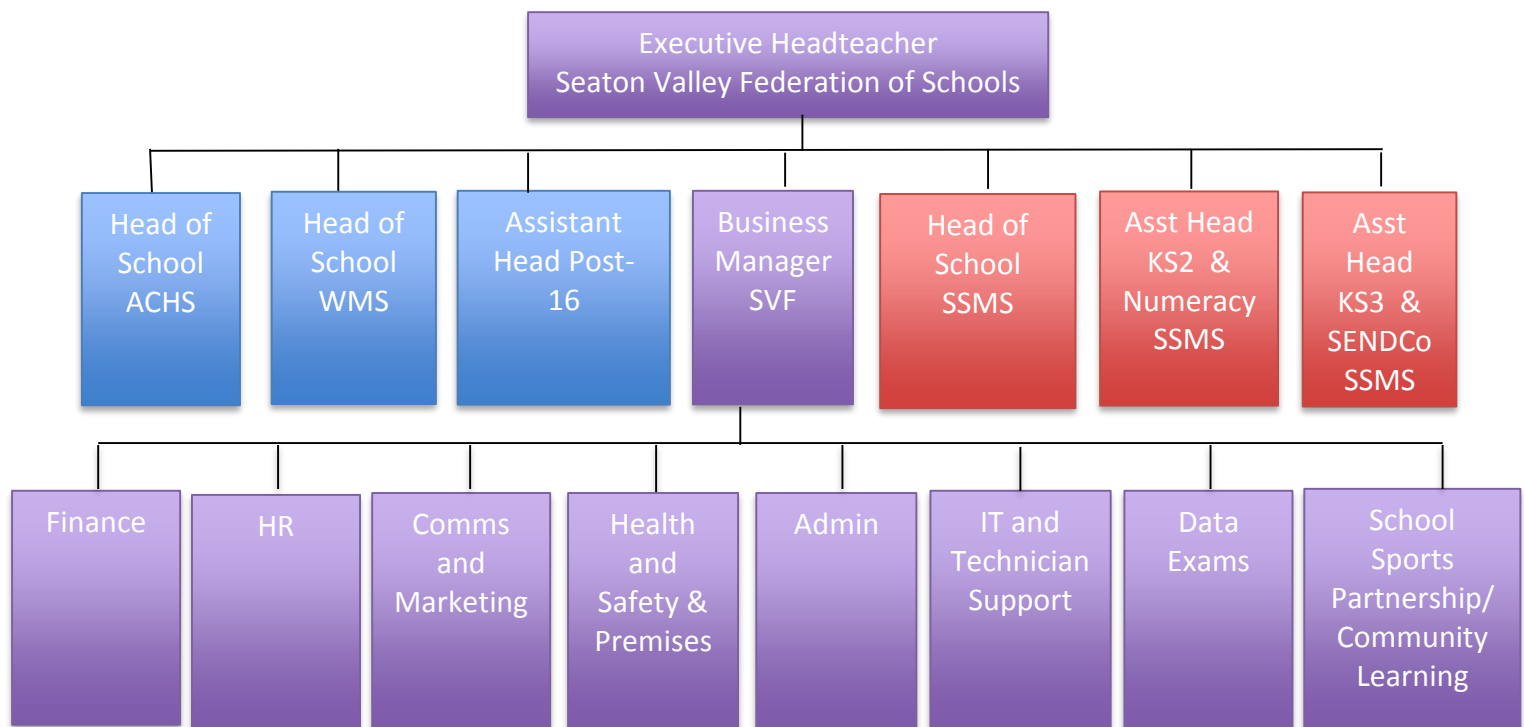 Executive Headteacher
Seaton Valley Federation of Schools
Head of
School
ACHS
Head of
School
WMS
Assistant
Head Post-
16
Business
Manager
SVF
Head of
School
SSMS
Asst Head
KS2 &
Numeracy
SSMS
Asst
Head
KS3 &
SENDCo
SSMS
Finance
HR
Comms
and
Marketing
Health
and
Safety &
Premises
Admin
IT and
Technician
Support
Data
Exams
School
Sports
Partnership/
Community
Learning